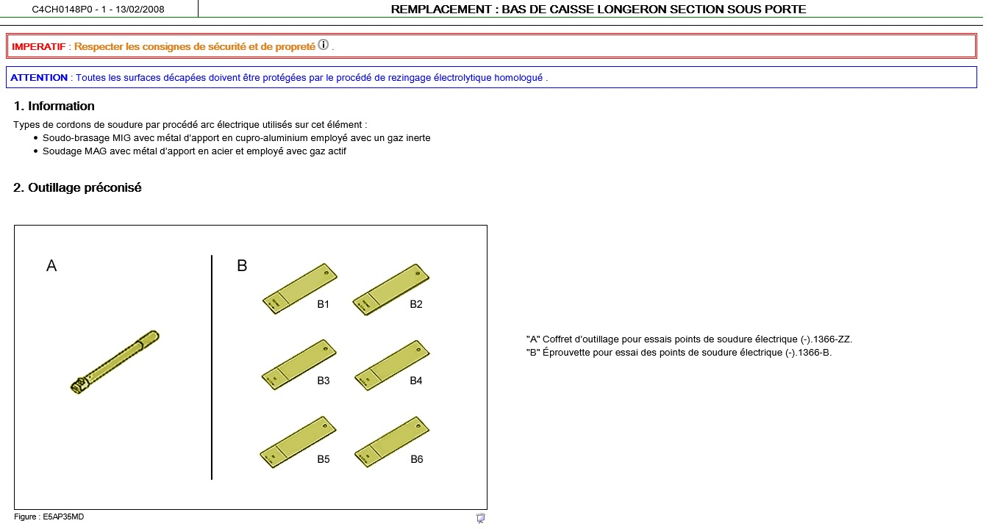 C4CH0148P0 - 1 - 13/02/2008
REMPLACEMENT : BAS DE CAISSE LONGERON SECTION SOUS PORTE
IMPERATIF : Respecter les consignes de sécurité et de propreté i .
ATTENTION : Toutes les surfaces décapées doivent être protégées par le procédé de rezingage électrolytique homologué .
1. Information
Types de cordons de soudure par procédé arc électrique utilisés sur cet élément :
• Soudo-brasage MIG avec métal d'apport en cupro-aluminium employé avec un gaz inerte
• Soudage MAG avec métal d'apport en acier et employé avec gaz actif
2. Outillage préconisé
A
B
B1
B2
B3
B4
B5
B6
"A" Coffret d'outillage pour essais points de soudure électrique (-).1366-ZZ.
"B" Éprouvette pour essai des points de soudure électrique (-).1366-B.
Figure : E5AP35MD